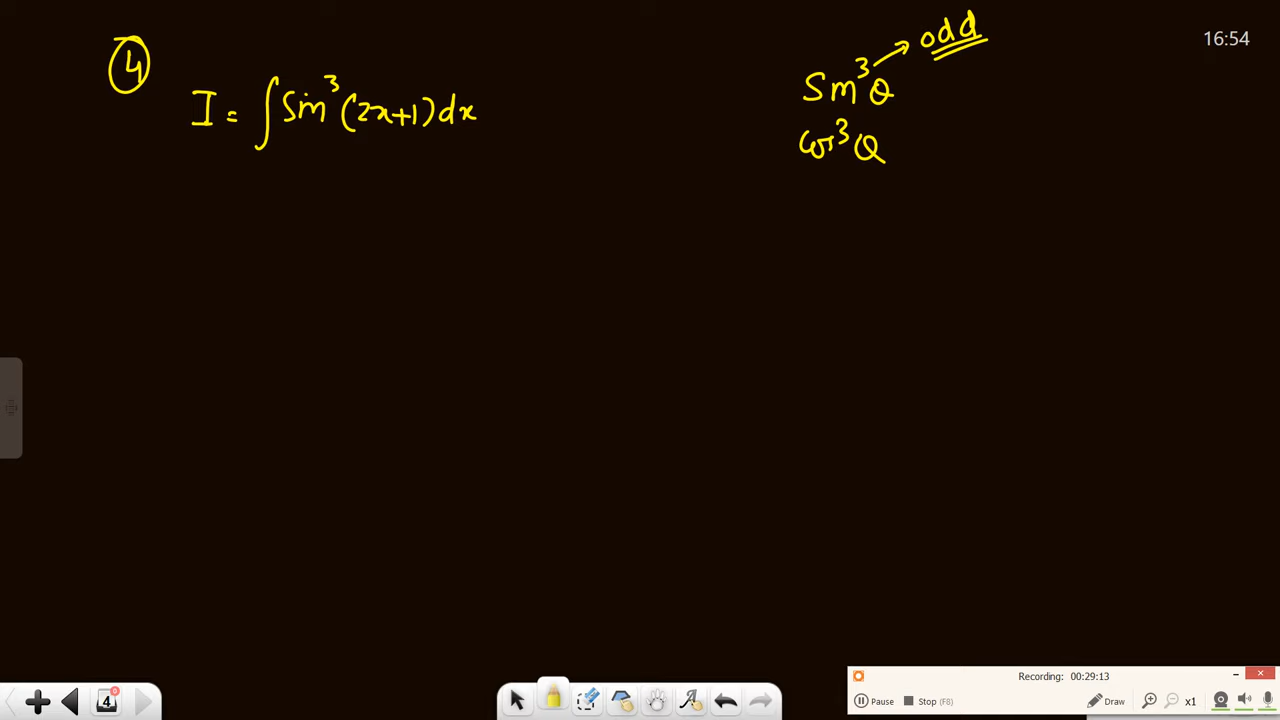 4
I = ∫ Sin³(2x+1)dx
odd
Sin³θ
cos³θ
16:54
4
0
Recording: 00:29:13
Pause
Stop (F8)
Draw
x1